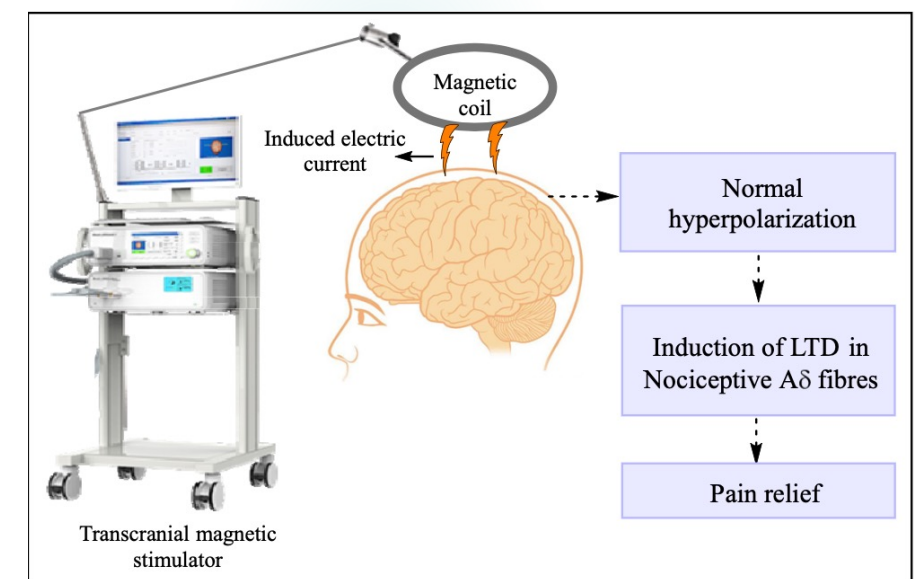 Magnetic
coil
Induced electric
current
Normal
hyperpolarization
Induction of LTD in
Nociceptive Aδ fibres
Pain relief
Transcranial magnetic
stimulator